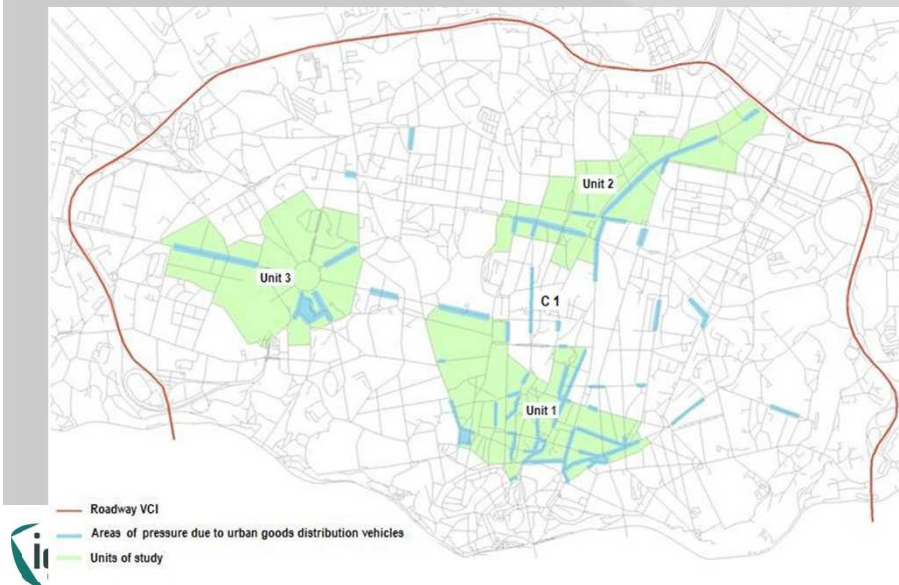 Unit 2
Unit 3
C 1
Unit 1
Roadway VCI
Areas of pressure due to urban goods distribution vehicles
Units of study